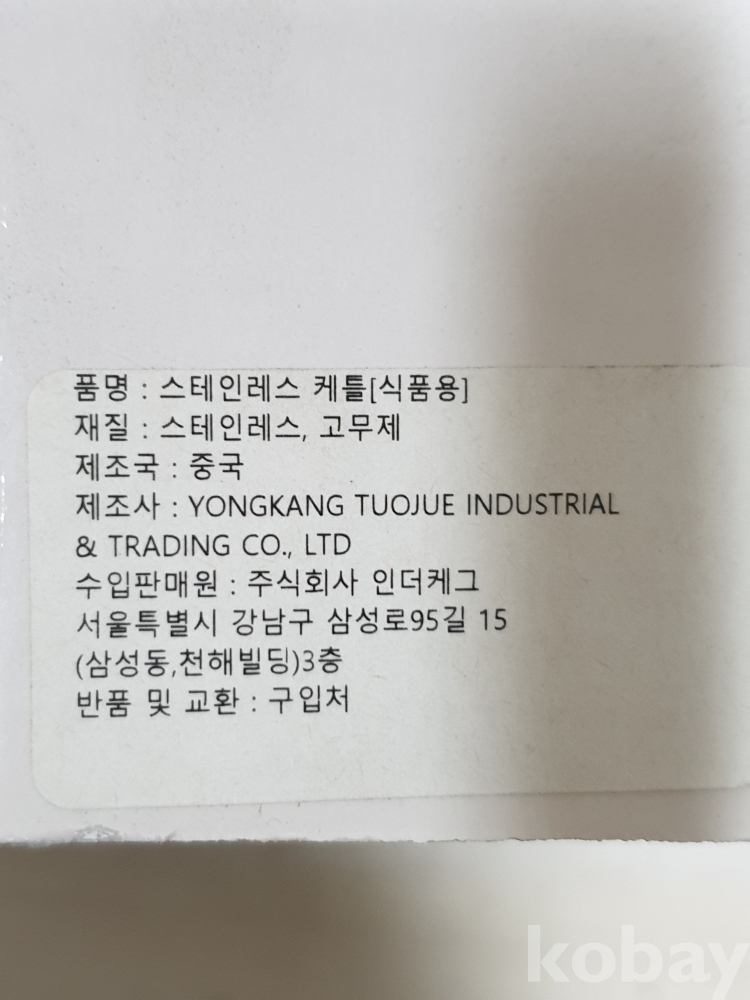 품명 : 스테인레스 케틀[식품용]
재질 : 스테인레스, 고무제
제조국 : 중국
제조사 : YONGKANG TUOJUE INDUSTRIAL
& TRADING CO., LTD
수입판매원 : 주식회사 인더케그
서울특별시 강남구 삼성로95길 15
(삼성동,천해빌딩)3층
반품 및 교환 : 구입처
kobay